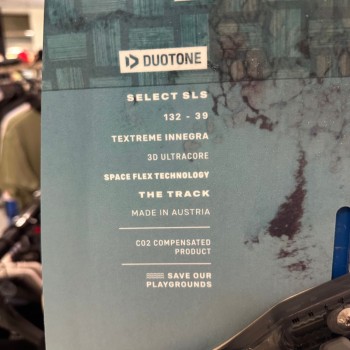 DUOTONE
SELECT SLS
132 - 39
TEXTREME INNEGRA
3D ULTRACORE
SPACE FLEX TECHNOLOGY
THE TRACK
MADE IN AUSTRIA
CO2 COMPENSATED
PRODUCT
SAVE OUR
PLAYGROUNDS